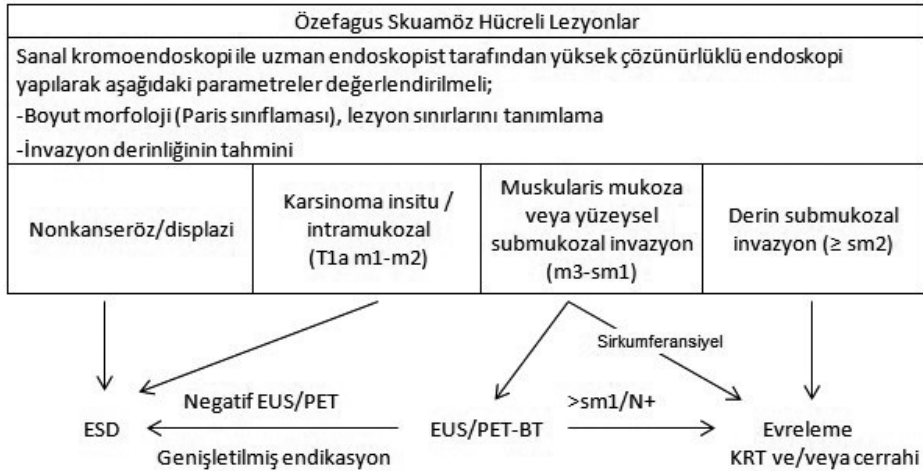 Özefagus Skuamöz Hücreli Lezyonlar
Sanal kromoendoskopi ile uzman endoskopist tarafından yüksek çözünürlüklü endoskopi
yapılarak aşağıdaki parametreler değerlendirilmeli;
-Boyut morfoloji (Paris sınıflaması), lezyon sınırlarını tanımlama
-İnvazyon derinliğinin tahmini
Nonkanseröz/displazi
Karsinoma insitu /
intramukozal
(T1a m1-m2)
Muskularis mukoza
veya yüzeysel
submukozal invazyon
(m3-sm1)
Derin submukozal
invazyon (≥ sm2)
Sirkumferansiyel
Negatif EUS/PET
>sm1/N+
ESD
EUS/PET-BT
Evreleme
Genişletilmiş endikasyon
KRT ve/veya cerrahi